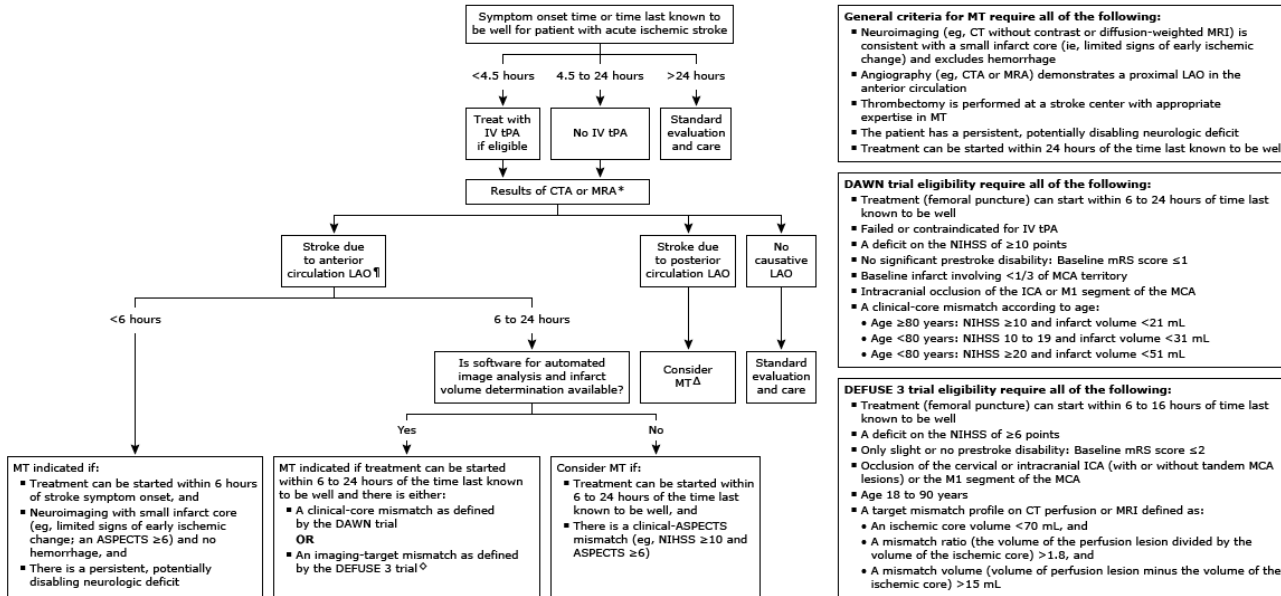 Symptom onset time or time last known to
be well for patient with acute ischemic stroke
<4.5 hours
4.5 to 24 hours
>24 hours
Treat with
IV tPA
if eligible
No IV tPA
Standard
evaluation
and care
Results of CTA or MRA*
Stroke due
to anterior
circulation LAO¶
Stroke due to
posterior
circulation LAO
No
causative
LAO
<6 hours
6 to 24 hours
Is software for automated
image analysis and infarct
volume determination available?
Consider
MTΔ
Standard
evaluation
and care
Yes
No
MT indicated if:
▪ Treatment can be started within 6 hours
of stroke symptom onset, and
▪ Neuroimaging with small infarct core
(eg, limited signs of early ischemic
change; an ASPECTS ≥6) and no
hemorrhage, and
▪ There is a persistent, potentially
disabling neurologic deficit
MT indicated if treatment can be started
within 6 to 24 hours of the time last known
to be well and there is either:
▪ A clinical-core mismatch as defined
by the DAWN trial
OR
▪ An imaging-target mismatch as defined
by the DEFUSE 3 trial◇
Consider MT if:
▪ Treatment can be started within
6 to 24 hours of the time last
known to be well, and
▪ There is a clinical-ASPECTS
mismatch (eg, NIHSS ≥10 and
ASPECTS ≥6)
General criteria for MT require all of the following:
▪ Neuroimaging (eg, CT without contrast or diffusion-weighted MRI) is
consistent with a small infarct core (ie, limited signs of early ischemic
change) and excludes hemorrhage
▪ Angiography (eg, CTA or MRA) demonstrates a proximal LAO in the
anterior circulation
▪ Thrombectomy is performed at a stroke center with appropriate
expertise in MT
▪ The patient has a persistent, potentially disabling neurologic deficit
▪ Treatment can be started within 24 hours of the time last known to be well
DAWN trial eligibility require all of the following:
▪ Treatment (femoral puncture) can start within 6 to 24 hours of time last
known to be well
▪ Failed or contraindicated for IV tPA
▪ A deficit on the NIHSS of ≥10 points
▪ No significant prestroke disability: Baseline mRS score ≤1
▪ Baseline infarct involving <1/3 of MCA territory
▪ Intracranial occlusion of the ICA or M1 segment of the MCA
▪ A clinical-core mismatch according to age:
• Age ≥80 years: NIHSS ≥10 and infarct volume <21 mL
• Age <80 years: NIHSS 10 to 19 and infarct volume <31 mL
• Age <80 years: NIHSS ≥20 and infarct volume <51 mL
DEFUSE 3 trial eligibility require all of the following:
▪ Treatment (femoral puncture) can start within 6 to 16 hours of time last
known to be well
▪ A deficit on the NIHSS of ≥6 points
▪ Only slight or no prestroke disability: Baseline mRS score ≤2
▪ Occlusion of the cervical or intracranial ICA (with or without tandem MCA
lesions) or the M1 segment of the MCA
▪ Age 18 to 90 years
▪ A target mismatch profile on CT perfusion or MRI defined as:
• An ischemic core volume <70 mL, and
• A mismatch ratio (the volume of the perfusion lesion divided by the
volume of the ischemic core) >1.8, and
• A mismatch volume (volume of perfusion lesion minus the volume of the
ischemic core) >15 mL